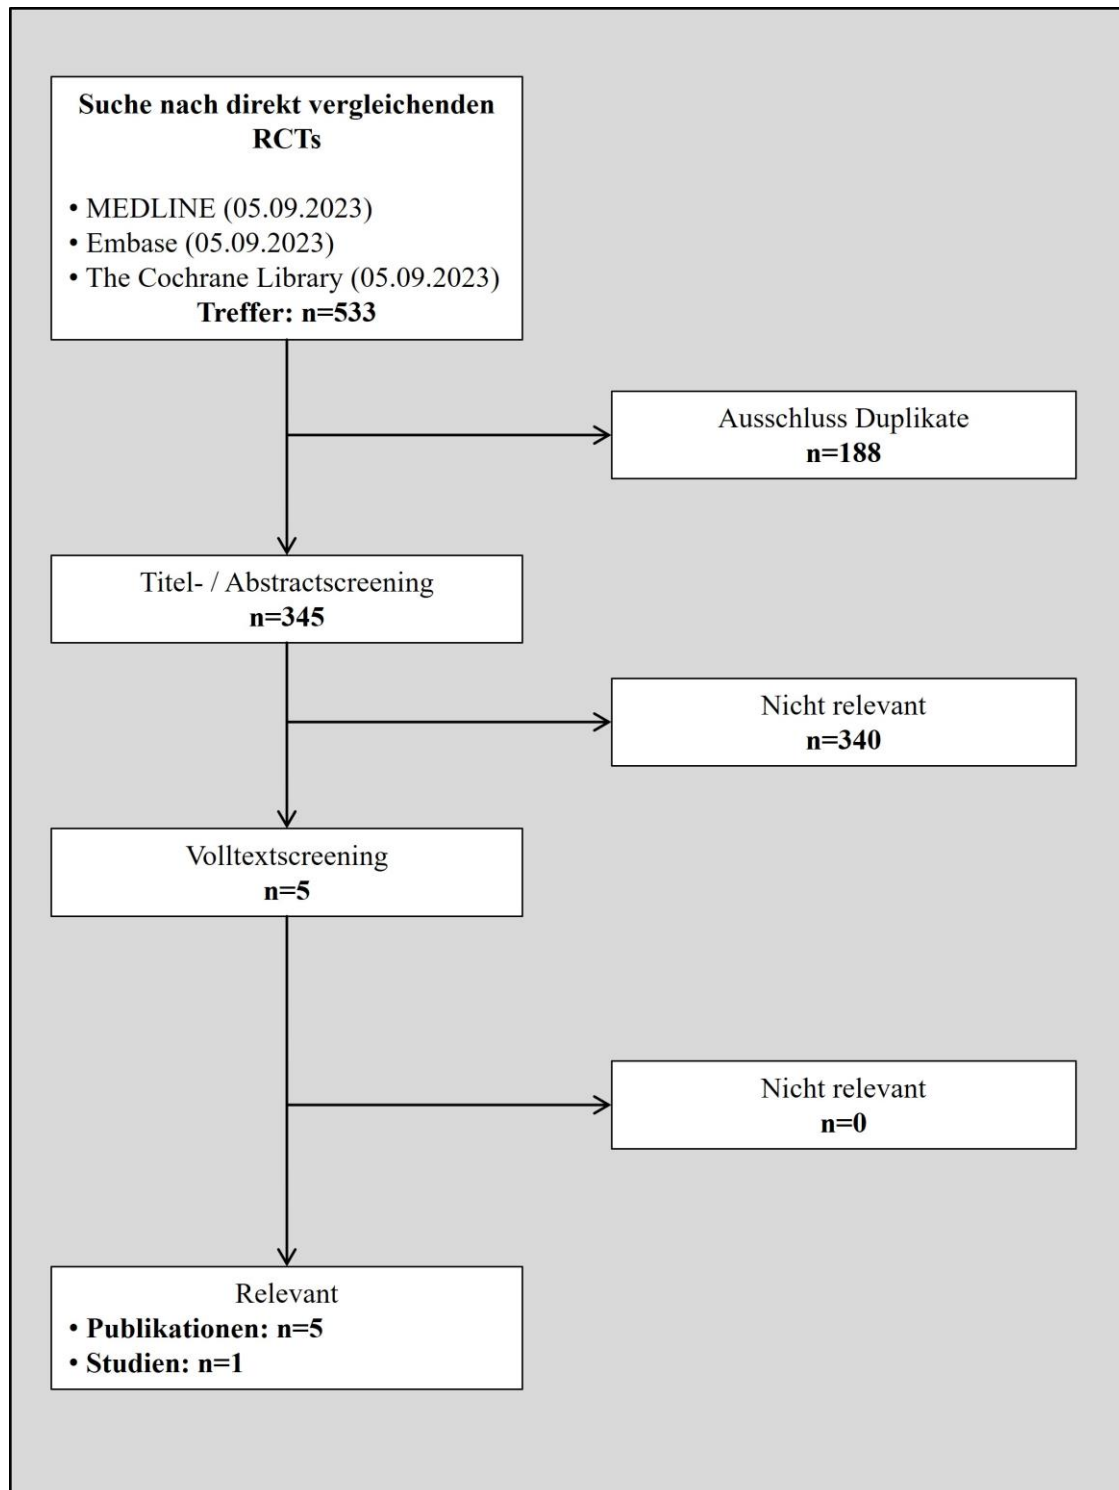 Suche nach direkt vergleichenden
RCTs
• MEDLINE (05.09.2023)
• Embase (05.09.2023)
• The Cochrane Library (05.09.2023)
Treffer: n=533
Ausschluss Duplikate
n=188
Titel- / Abstractscreening
n=345
Nicht relevant
n=340
Volltextscreening
n=5
Nicht relevant
n=0
Relevant
• Publikationen: n=5
• Studien: n=1